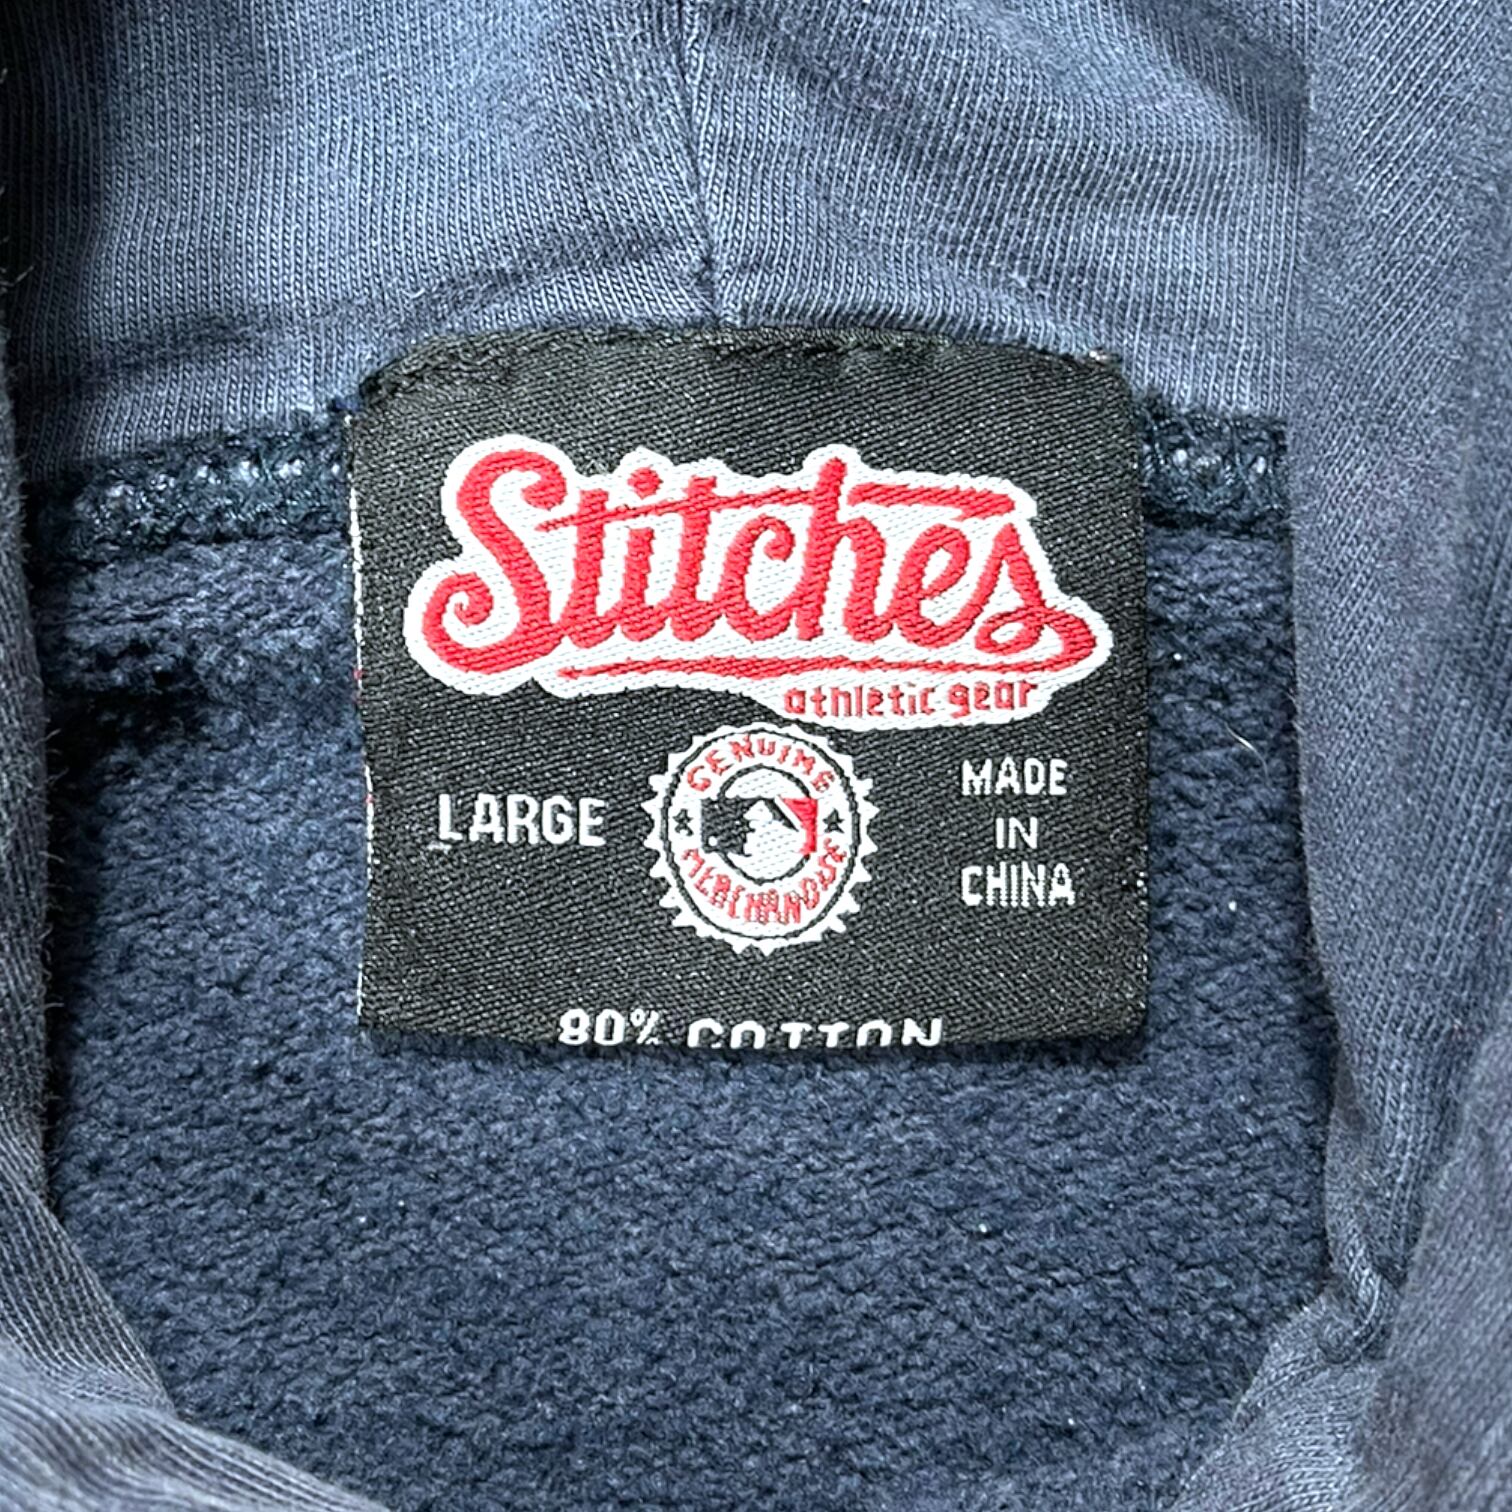 Stitches
athletic gear
LARGE
GENUINE
MERCHANDISE
MADE
IN
CHINA
80% COTTON